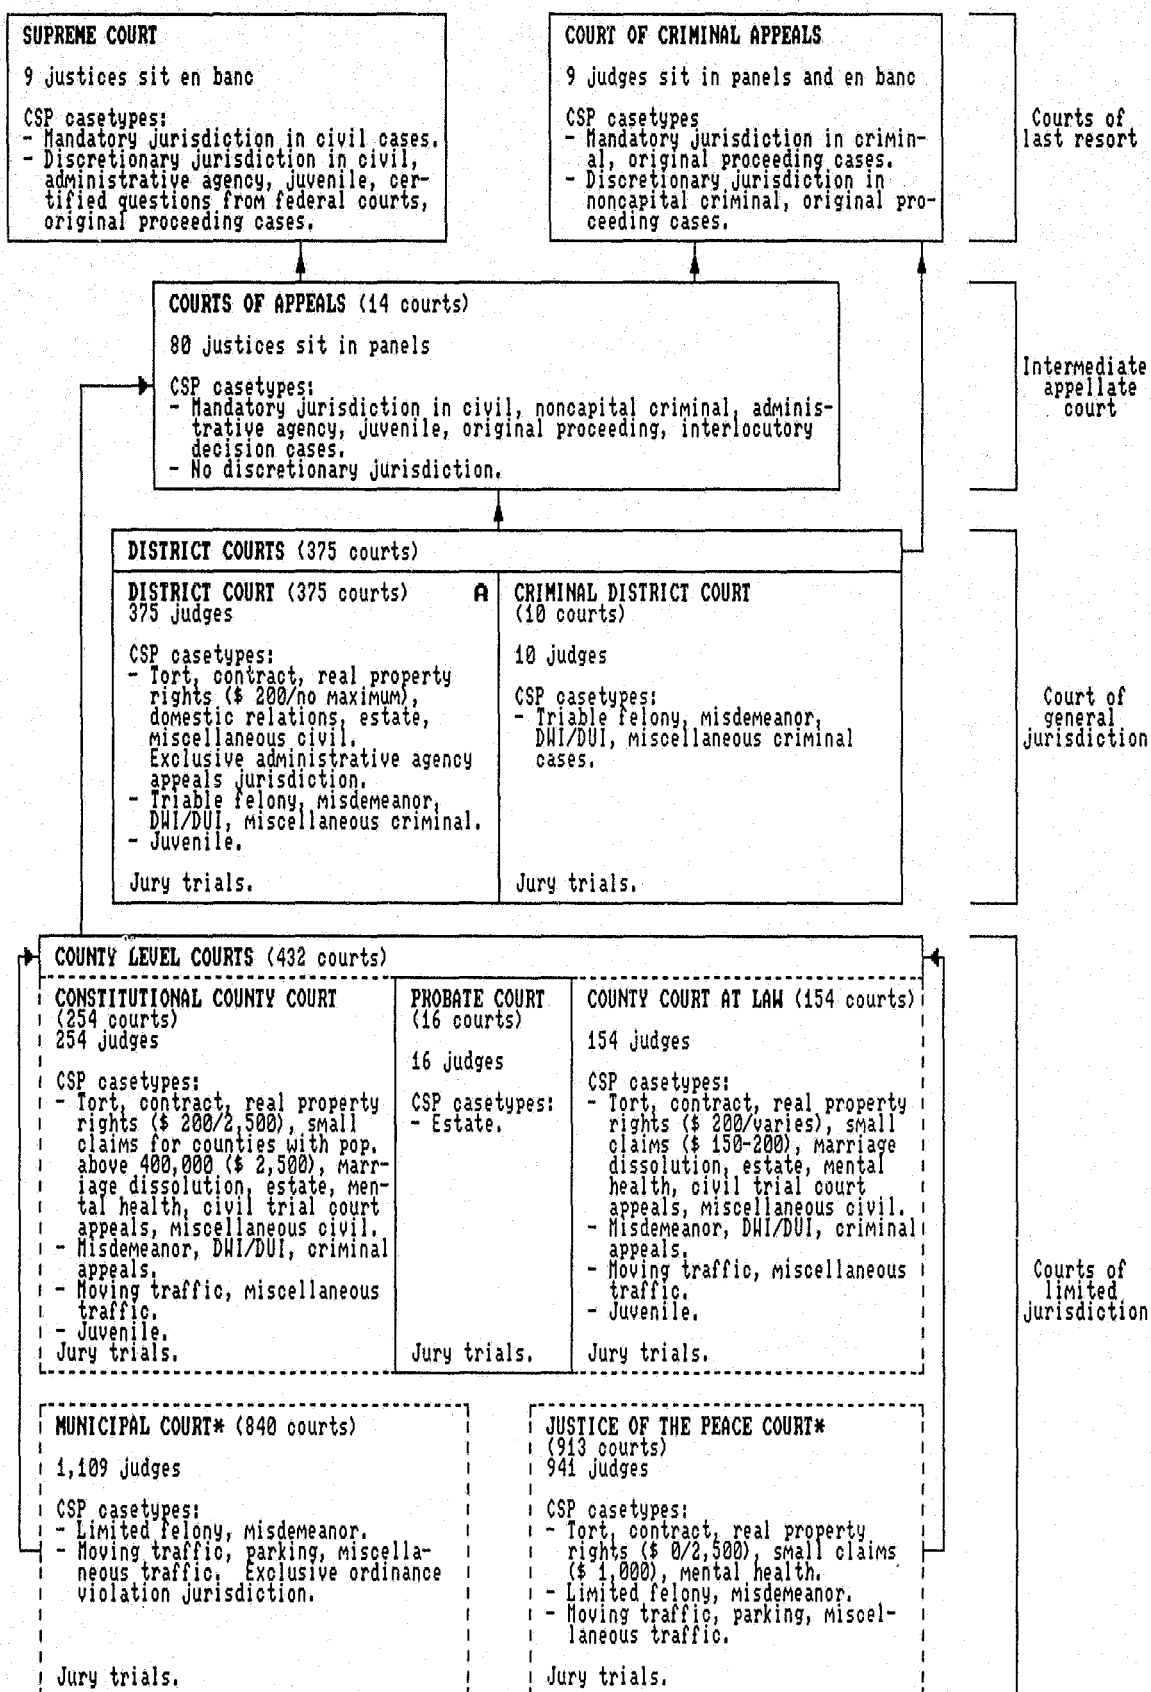 SUPREME COURT
9 justices sit en banc
CSP casetypes:
- Mandatory jurisdiction in civil cases.
- Discretionary jurisdiction in civil,
administrative agency, juvenile, cer-
tified questions from federal courts,
original proceeding cases.
COURT OF CRIMINAL APPEALS
9 judges sit in panels and en banc
CSP casetypes
- Mandatory jurisdiction in crimin-
al, original proceeding cases.
- Discretionary jurisdiction in
noncapital criminal, original pro-
ceeding cases.
Courts of
last resort
COURTS OF APPEALS (14 courts)
80 justices sit in panels
CSP casetypes:
- Mandatory jurisdiction in civil, noncapital criminal, adminis-
trative agency, juvenile, original proceeding, interlocutory
decision cases.
- No discretionary jurisdiction.
Intermediate
appellate
court
DISTRICT COURTS (375 courts)
DISTRICT COURT (375 courts) A
375 judges
CSP casetypes:
- Tort, contract, real property
rights ($ 200/no maximum),
domestic relations, estate,
miscellaneous civil.
Exclusive administrative agency
appeals jurisdiction.
- Triable felony, misdemeanor,
DWI/DUI, miscellaneous criminal.
- Juvenile.
Jury trials.
CRIMINAL DISTRICT COURT
(10 courts)
10 judges
CSP casetypes:
- Triable felony, misdemeanor,
DWI/DUI, miscellaneous criminal
cases.
Jury trials.
Court of
general
jurisdiction
COUNTY LEVEL COURTS (432 courts)
CONSTITUTIONAL COUNTY COURT
(254 courts)
254 judges
CSP casetypes:
- Tort, contract, real property
rights ($ 200/2,500), small
claims for counties with pop.
above 400,000 ($ 2,500), marr-
iage dissolution, estate, men-
tal health, civil trial court
appeals, miscellaneous civil.
- Misdemeanor, DWI/DUI, criminal
appeals.
- Moving traffic, miscellaneous
traffic.
- Juvenile.
Jury trials.
PROBATE COURT
(16 courts)
16 judges
CSP casetypes:
- Estate.
Jury trials.
COUNTY COURT AT LAW (154 courts)
154 judges
CSP casetypes:
- Tort, contract, real property
rights ($ 200/varies), small
claims ($ 150-200), marriage
dissolution, estate, mental
health, civil trial court
appeals, miscellaneous civil.
- Misdemeanor, DWI/DUI, criminal
appeals.
- Moving traffic, miscellaneous
traffic.
- Juvenile.
Jury trials.
MUNICIPAL COURT* (840 courts)
1,109 judges
CSP casetypes:
- Limited felony, misdemeanor.
- Moving traffic, parking, miscella-
neous traffic. Exclusive ordinance
violation jurisdiction.
Jury trials.
JUSTICE OF THE PEACE COURT*
(913 courts)
941 judges
CSP casetypes:
- Tort, contract, real property
rights ($ 0/2,500), small claims
($ 1,000), mental health.
- Limited felony, misdemeanor.
- Moving traffic, parking, miscel-
laneous traffic.
Jury trials.
Courts of
limited
jurisdiction